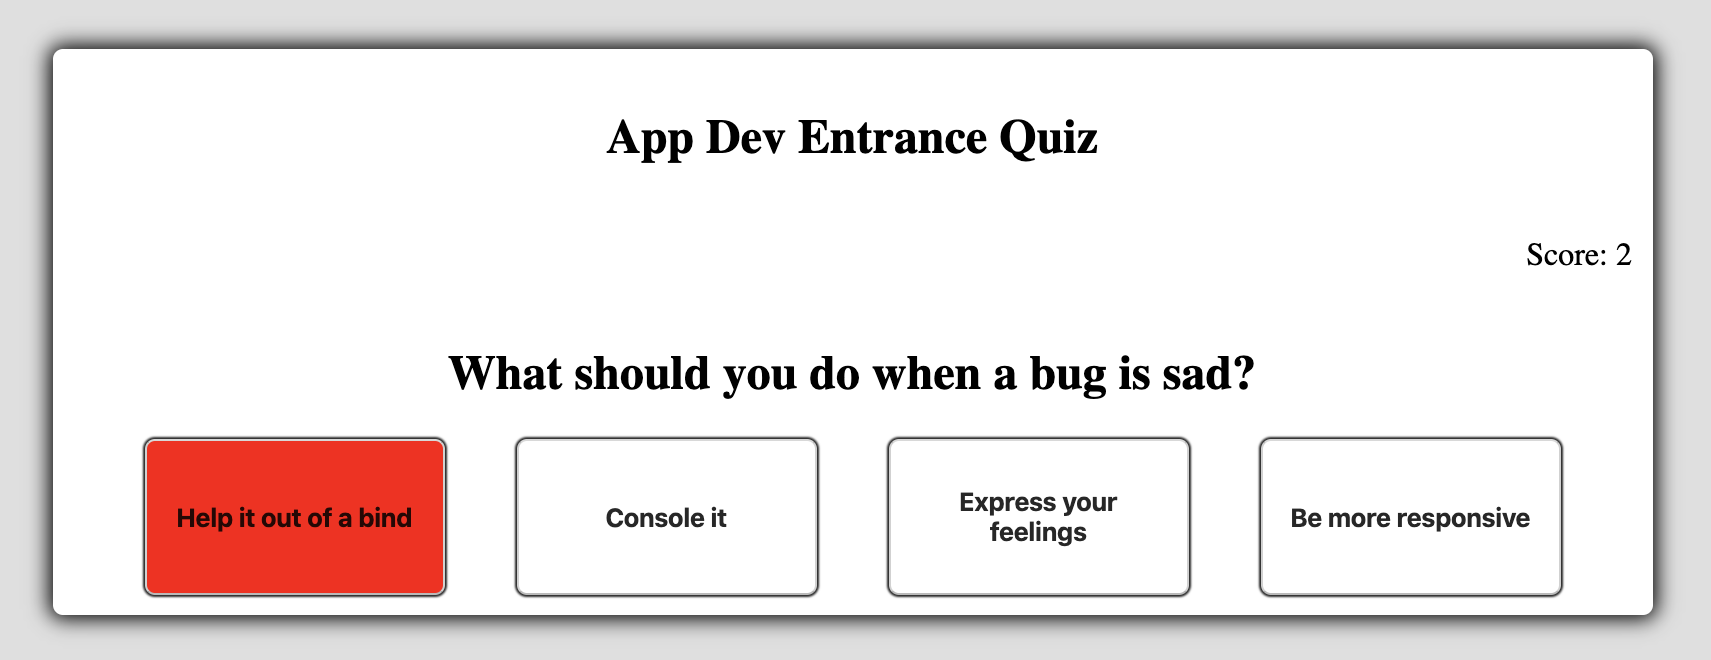 App Dev Entrance Quiz
Score: 2
What should you do when a bug is sad?
Help it out of a bind
Console it
Express your
feelings
Be more responsive